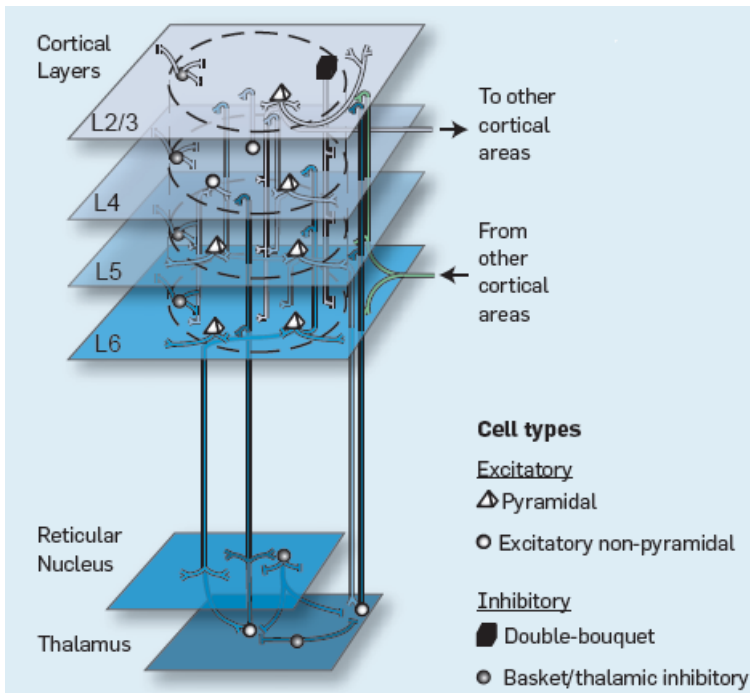 Cortical
Layers
L2/3
To other
cortical
areas
L4
From
other
cortical
areas
L5
L6
Cell types
Excitatory
Pyramidal
Excitatory non-pyramidal
Reticular
Nucleus
Inhibitory
Double-bouquet
Thalamus
Basket/thalamic inhibitory